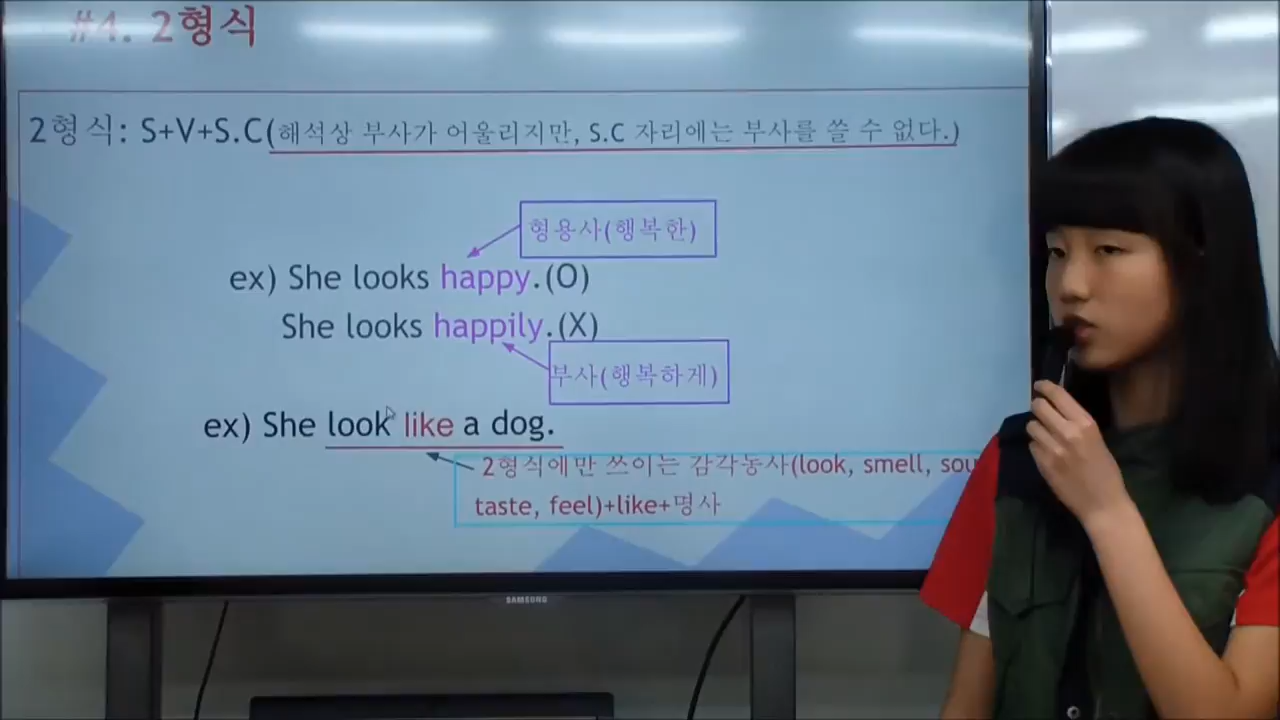 #4. 2형식
2형식: S+V+S.C(해석상 부사가 어울리지만, S.C 자리에는 부사를 쓸 수 없다.)
형용사(행복한)
ex) She looks happy.(O)
She looks happily.(X)
부사(행복하게)
ex) She look like a dog.
2형식에만 쓰이는 감각동사(look, smell,
taste, feel)+like+명사
SAMSUNG